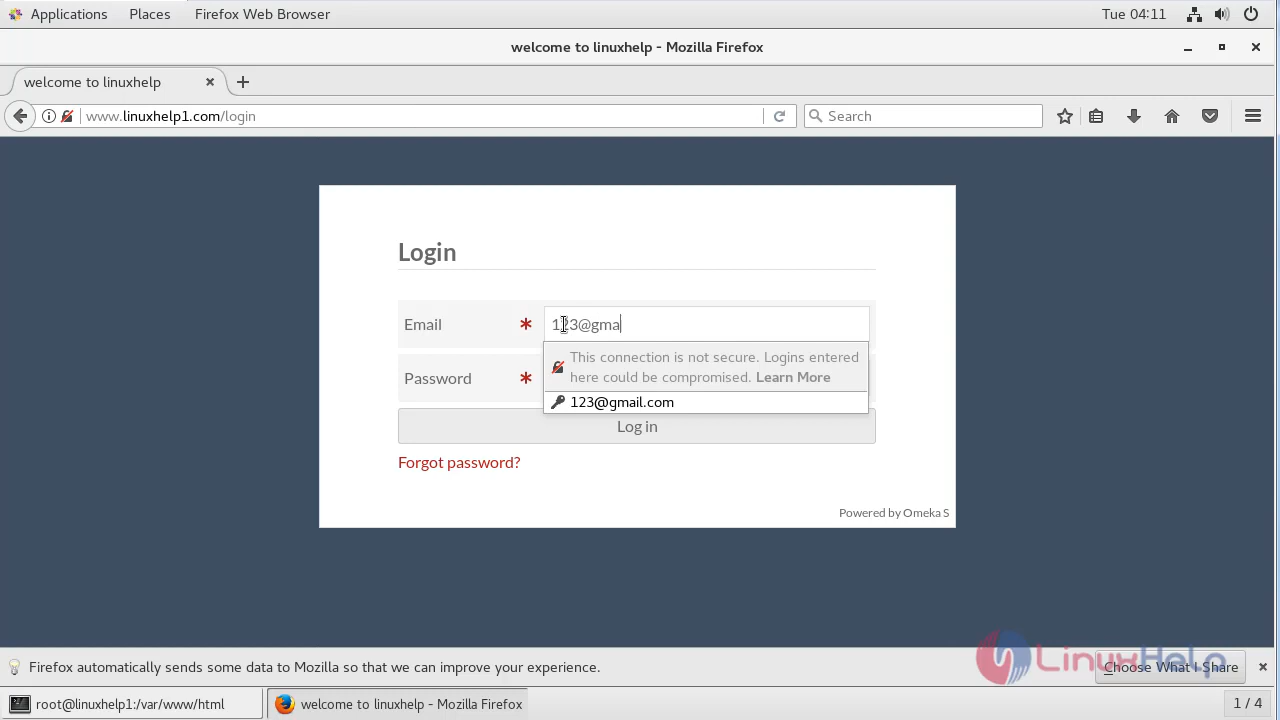 Applications Places Firefox Web Browser Tue 04:11
welcome to linuxhelp - Mozilla Firefox
welcome to linuxhelp
www.linuxhelp1.com/login Search
Login
Email * 123@gma
This connection is not secure. Logins entered
here could be compromised. Learn More
Password *
123@gmail.com
Log in
Forgot password?
Powered by Omeka S
LinuxHelp
Firefox automatically sends some data to Mozilla so that we can improve your experience. Choose What I Share
root@linuxhelp1:/var/www/html welcome to linuxhelp - Mozilla Firefox 1 / 4